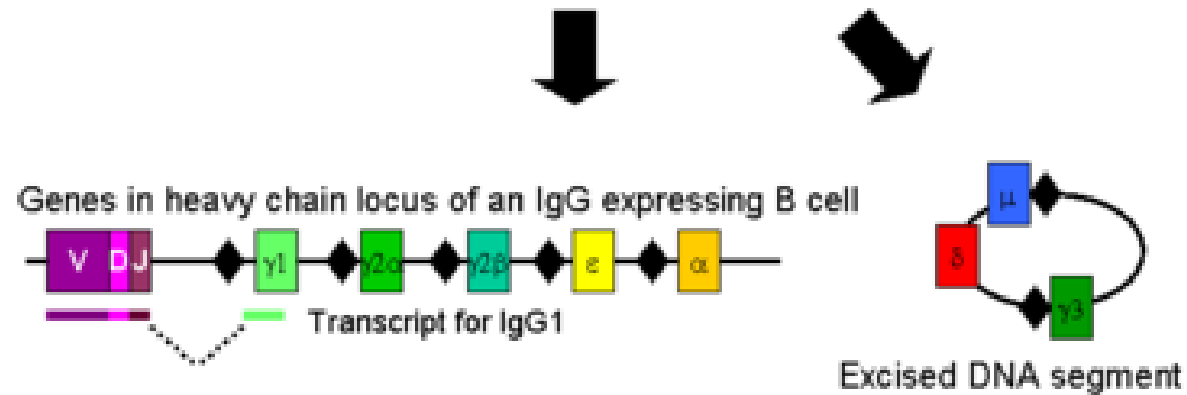 Genes in heavy chain locus of an IgG expressing B cell
V D J γ1 γ2α γ2β ε α
Transcript for IgG1
μ
δ
γ3
Excised DNA segment